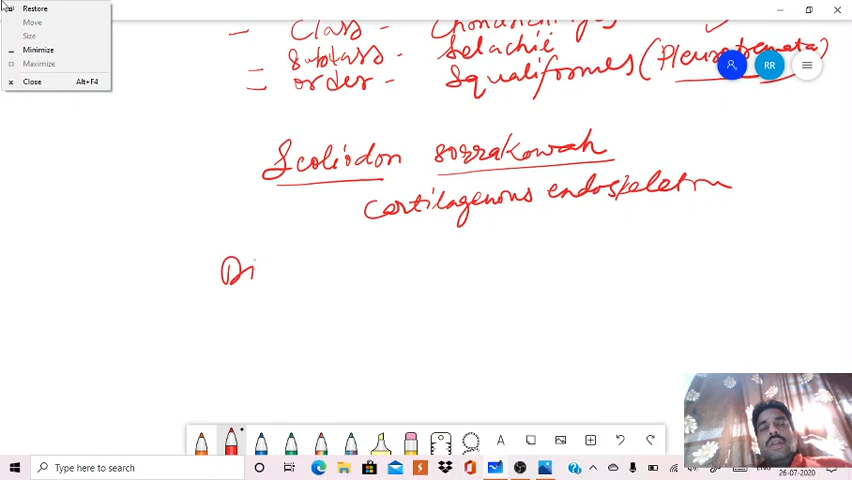 Restore
Move
Size
Minimize
Maximize
Close Alt+F4
- Class Chondrichthyes
Subclass - Selachii
= order - Squaliformes (Pleurotremata)
RR
Scoliodon sorrakowah
Cartilagenous endoskeleton
Di
Type here to search
26-07-2020